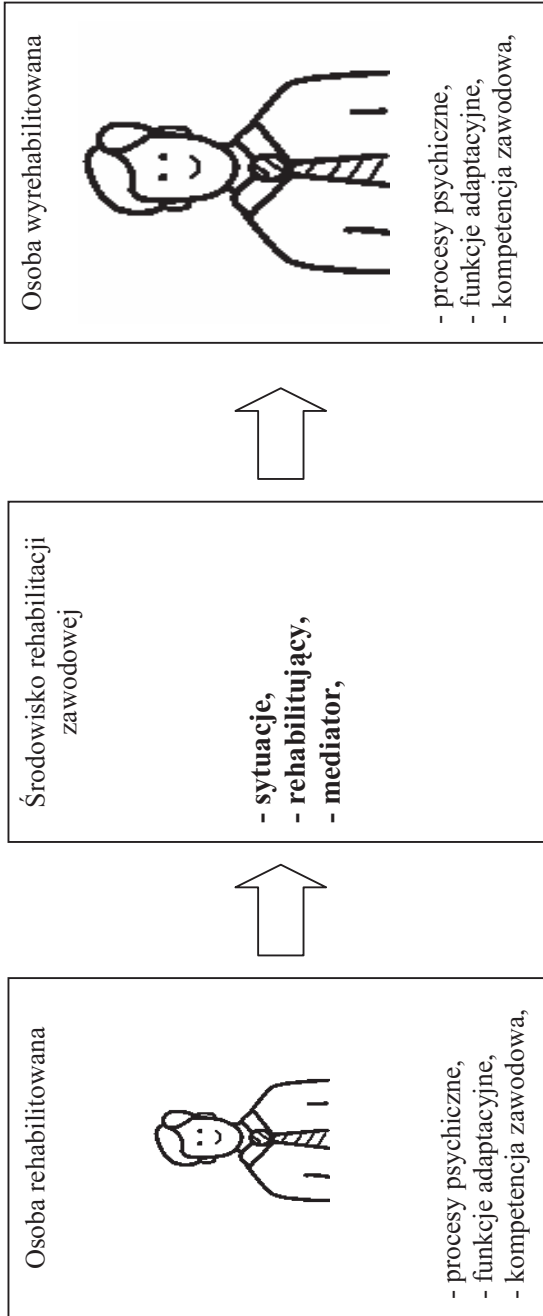 Osoba rehabilitowana
- procesy psychiczne,
- funkcje adaptacyjne,
- kompetencja zawodowa,
Środowisko rehabilitacji
zawodowej
- sytuacje,
- rehabilitujący,
- mediator,
Osoba wyrehabilitowana
- procesy psychiczne,
- funkcje adaptacyjne,
- kompetencja zawodowa,